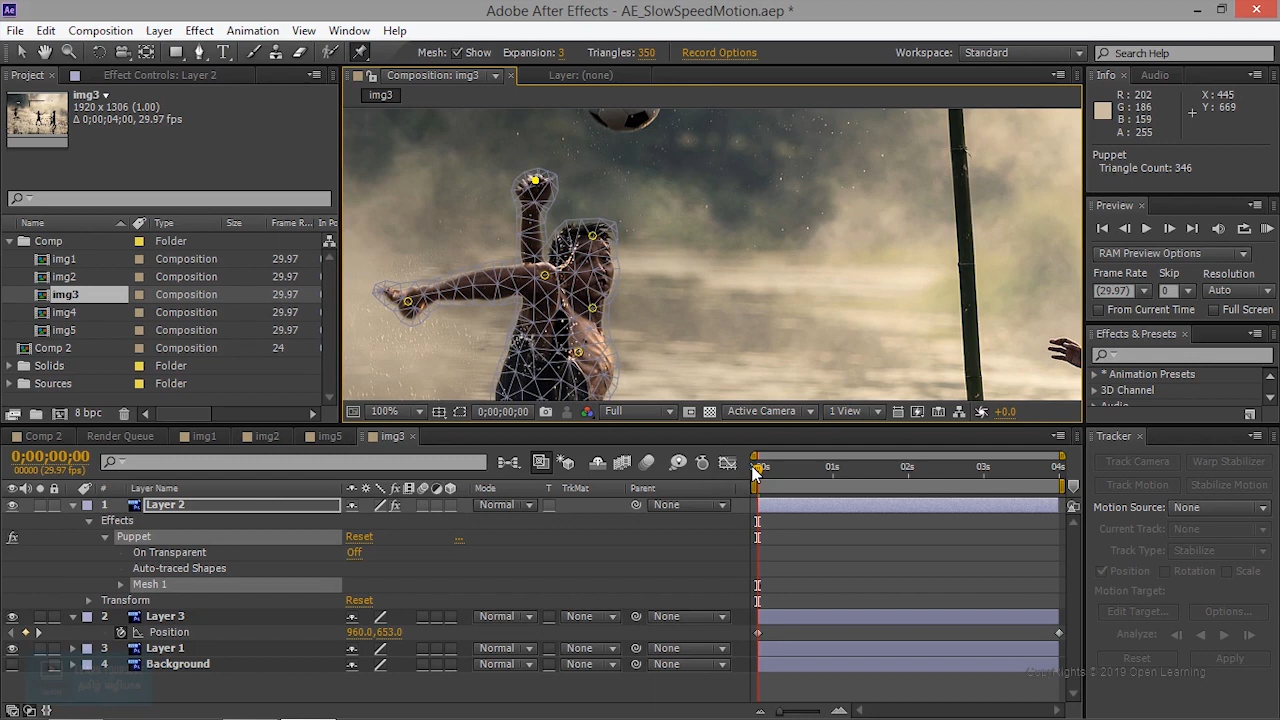 Adobe After Effects - AE_SlowSpeedMotion.aep *
File Edit Composition Layer Effect Animation View Window Help
Mesh: Show Expansion: 3 Triangles: 350 Record Options Workspace: Standard Search Help
Project Effect Controls: Layer 2 Composition: img3 Layer: (none) Info Audio
img3
1920 x 1306 (1.00)
Δ 0;00;04;00, 29.97 fps
img3
R : 202
G : 186
B : 159
A : 255
X : 445
Y : 669
Puppet
Triangle Count: 346
Name Type Size Frame R... In Po
Comp Folder
img1 Composition 29.97
img2 Composition 29.97
img3 Composition 29.97
img4 Composition 29.97
img5 Composition 29.97
Comp 2 Composition 24
Solids Folder
Sources Folder
8 bpc
Preview
RAM Preview Options
Frame Rate Skip Resolution
(29.97) 0 Auto
From Current Time Full Screen
Effects & Presets
* Animation Presets
3D Channel
Audio
100% 0;00;00;00 Full Active Camera 1 View +0.0
Comp 2 Render Queue img1 img2 img5 img3
0;00;00;00
00000 (29.97 fps)
00s 01s 02s 03s 04s
# Layer Name Mode T TrkMat Parent
1 Layer 2 Normal None
Effects
Puppet Reset ...
On Transparent Off
Auto-traced Shapes
Mesh 1
Transform Reset
2 Layer 3 Normal None None
Position 960.0,653.0
3 Layer 1 Normal None None
4 Background Normal None None
Tracker
Track Camera Warp Stabilizer
Track Motion Stabilize Motion
Motion Source: None
Current Track: None
Track Type: Stabilize
Position Rotation Scale
Motion Target:
Edit Target... Options...
Analyze:
Reset Apply
Copyrights © 2019 Open Learning